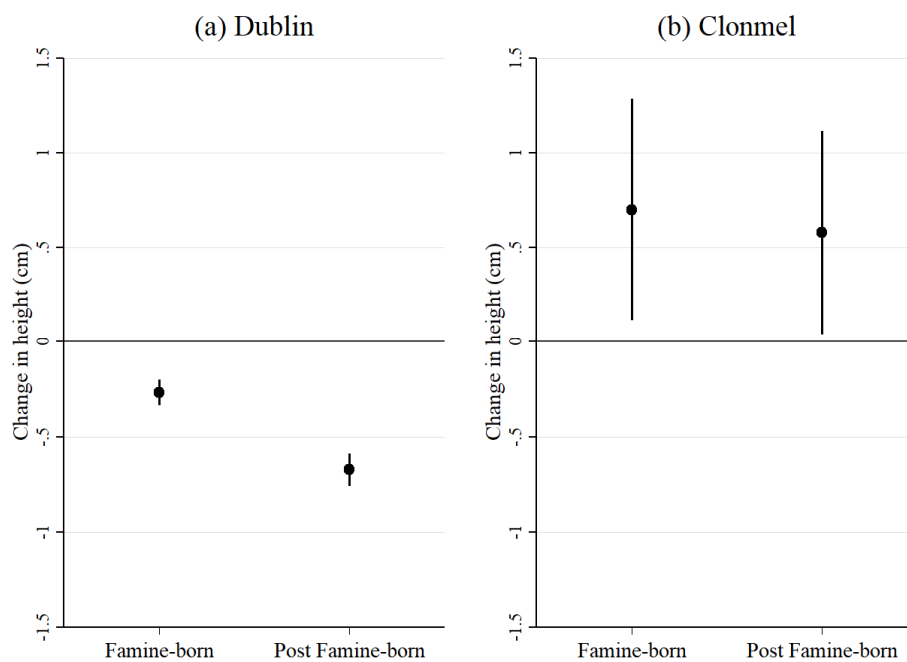 (a) Dublin
Change in height (cm)
1.5
1
.5
0
-.5
-1
-1.5
Famine-born
Post Famine-born
(b) Clonmel
Change in height (cm)
1.5
1
.5
0
-.5
-1
-1.5
Famine-born
Post Famine-born